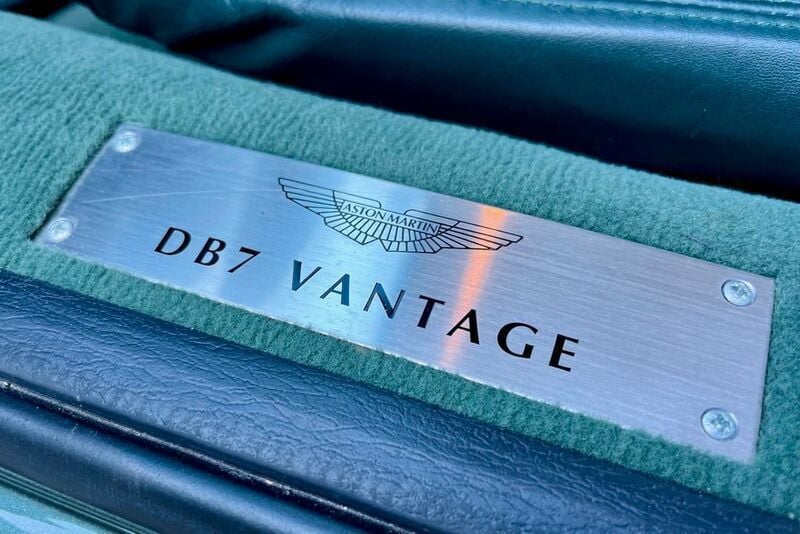 ASTON MARTIN
DB7 VANTAGE